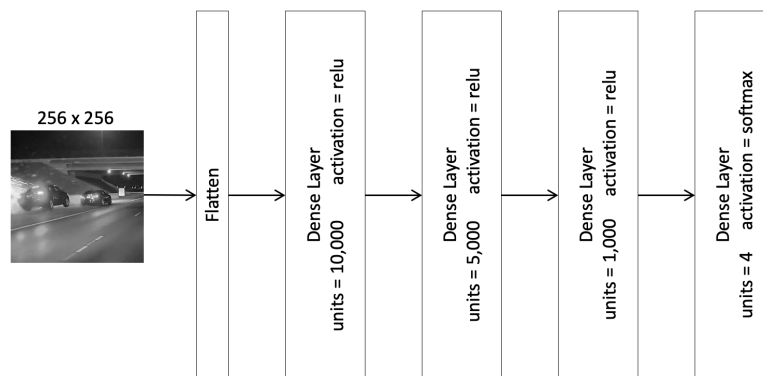 256 x 256
Flatten
Dense Layer
units = 10,000 activation = relu
Dense Layer
units = 5,000 activation = relu
Dense Layer
units = 1,000 activation = relu
Dense Layer
units = 4 activation = softmax